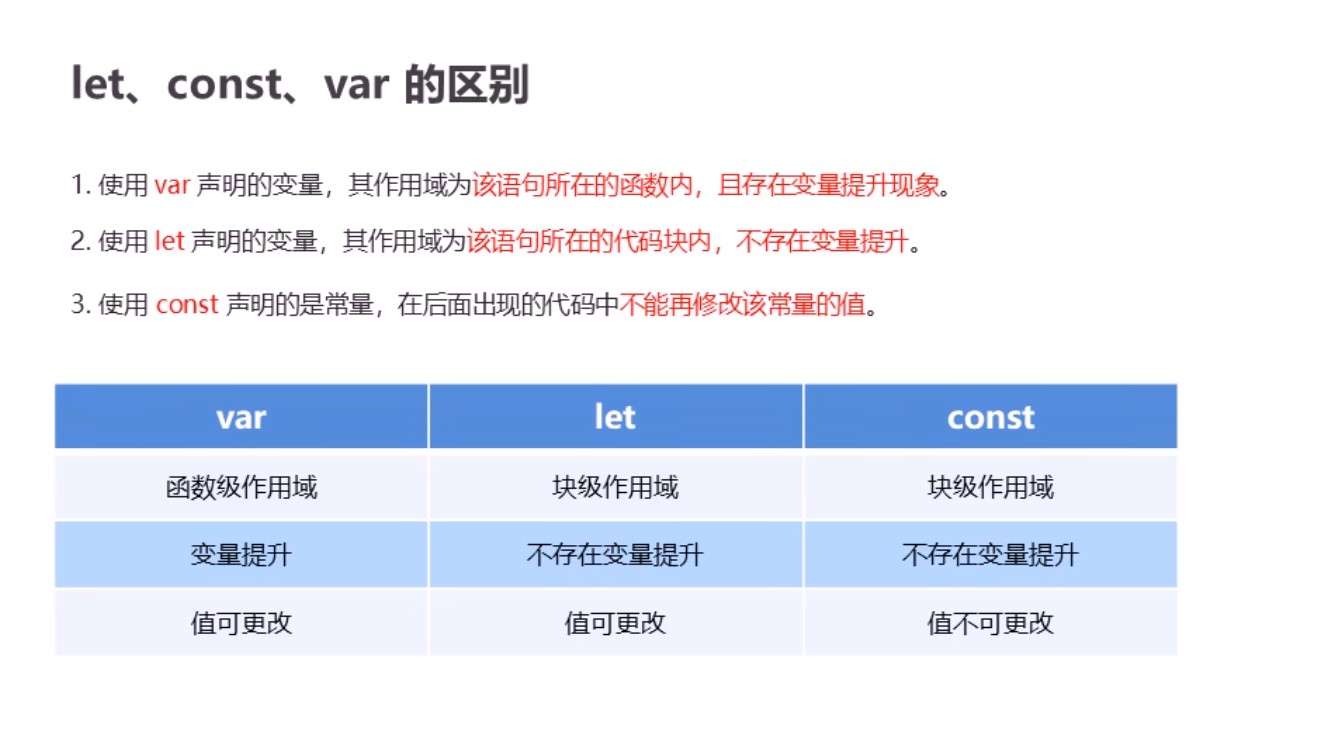 let、const、var 的区别
1. 使用 var 声明的变量，其作用域为该语句所在的函数内，且存在变量提升现象。
2. 使用 let 声明的变量，其作用域为该语句所在的代码块内，不存在变量提升。
3. 使用 const 声明的是常量，在后面出现的代码中不能再修改该常量的值。
var let const
函数级作用域 块级作用域 块级作用域
变量提升 不存在变量提升 不存在变量提升
值可更改 值可更改 值不可更改